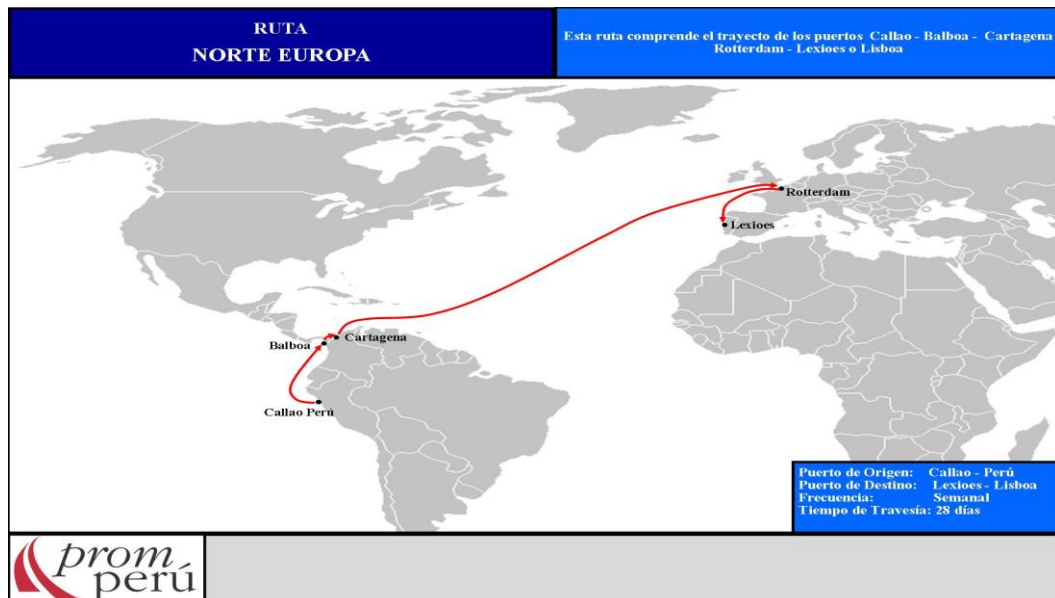 RUTA
NORTE EUROPA
Esta ruta comprende el trayecto de los puertos Callao - Balboa - Cartagena
Rotterdam - Lexioes o Lisboa
Rotterdam
Lexioes
Cartagena
Balboa
Callao Perú
Puerto de Origen: Callao - Perú
Puerto de Destino: Lexioes - Lisboa
Frecuencia: Semanal
Tiempo de Travesía: 28 días
prom
perú